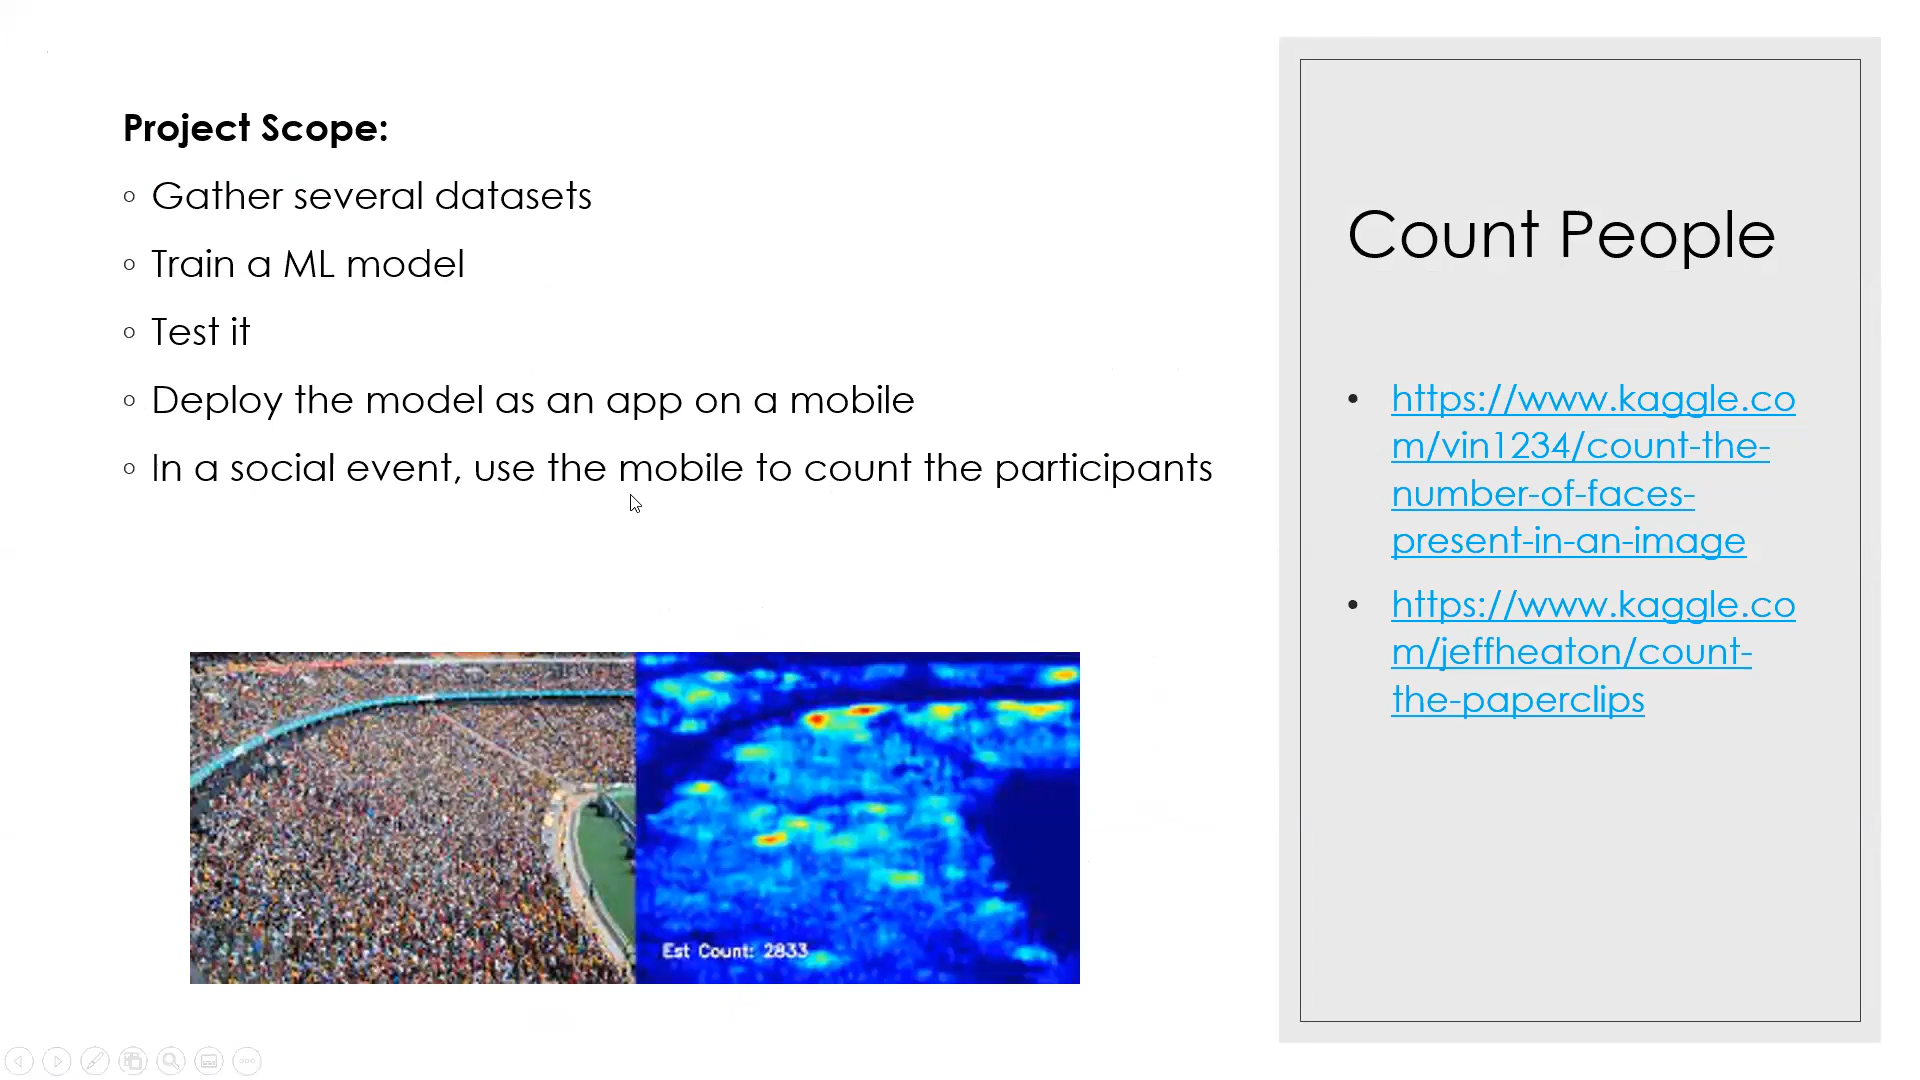 Project Scope:
◦ Gather several datasets
◦ Train a ML model
◦ Test it
◦ Deploy the model as an app on a mobile
◦ In a social event, use the mobile to count the participants
Est Count: 2833
Count People
• https://www.kaggle.co
m/vin1234/count-the-
number-of-faces-
present-in-an-image
• https://www.kaggle.co
m/jeffheaton/count-
the-paperclips